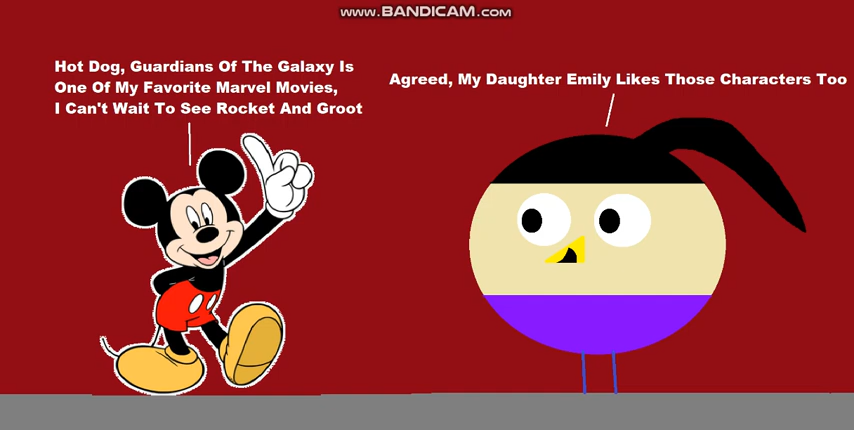 www.BANDICAM.com
Hot Dog, Guardians Of The Galaxy Is
One Of My Favorite Marvel Movies,
I Can't Wait To See Rocket And Groot
Agreed, My Daughter Emily Likes Those Characters Too